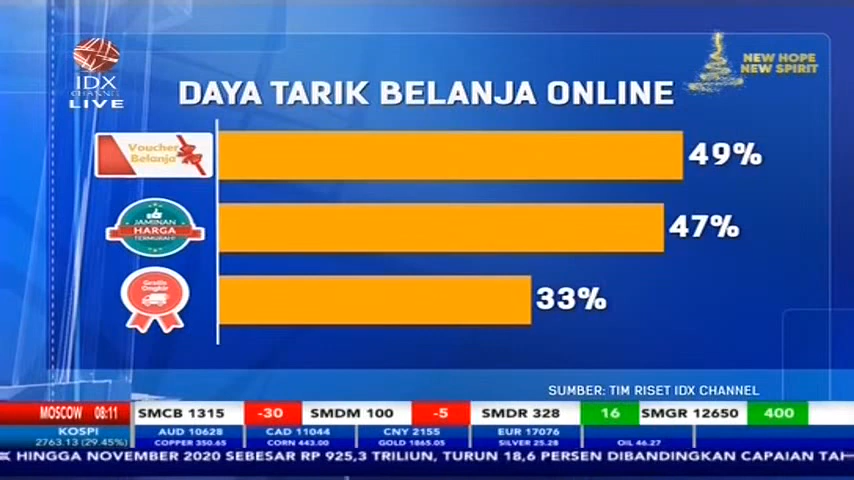 IDX
CHANNEL
LIVE
NEW HOPE
NEW SPIRIT
DAYA TARIK BELANJA ONLINE
Voucher
Belanja
49%
JAMINAN
HARGA
TERMURAH!
47%
Gratis
Ongkir
33%
SUMBER: TIM RISET IDX CHANNEL
MOSCOW 08:11 SMCB 1315 -30 SMDM 100 -5 SMDR 328 16 SMGR 12650 400
KOSPI AUD 10628 CAD 11044 CNY 2155 EUR 17076
2763.13 (29.45%) COPPER 350.65 CORN 443.00 GOLD 1865.05 SILVER 25.28 OIL 46.27
K HINGGA NOVEMBER 2020 SEBESAR RP 925,3 TRILIUN, TURUN 18,6 PERSEN DIBANDINGKAN CAPAIAN TAH